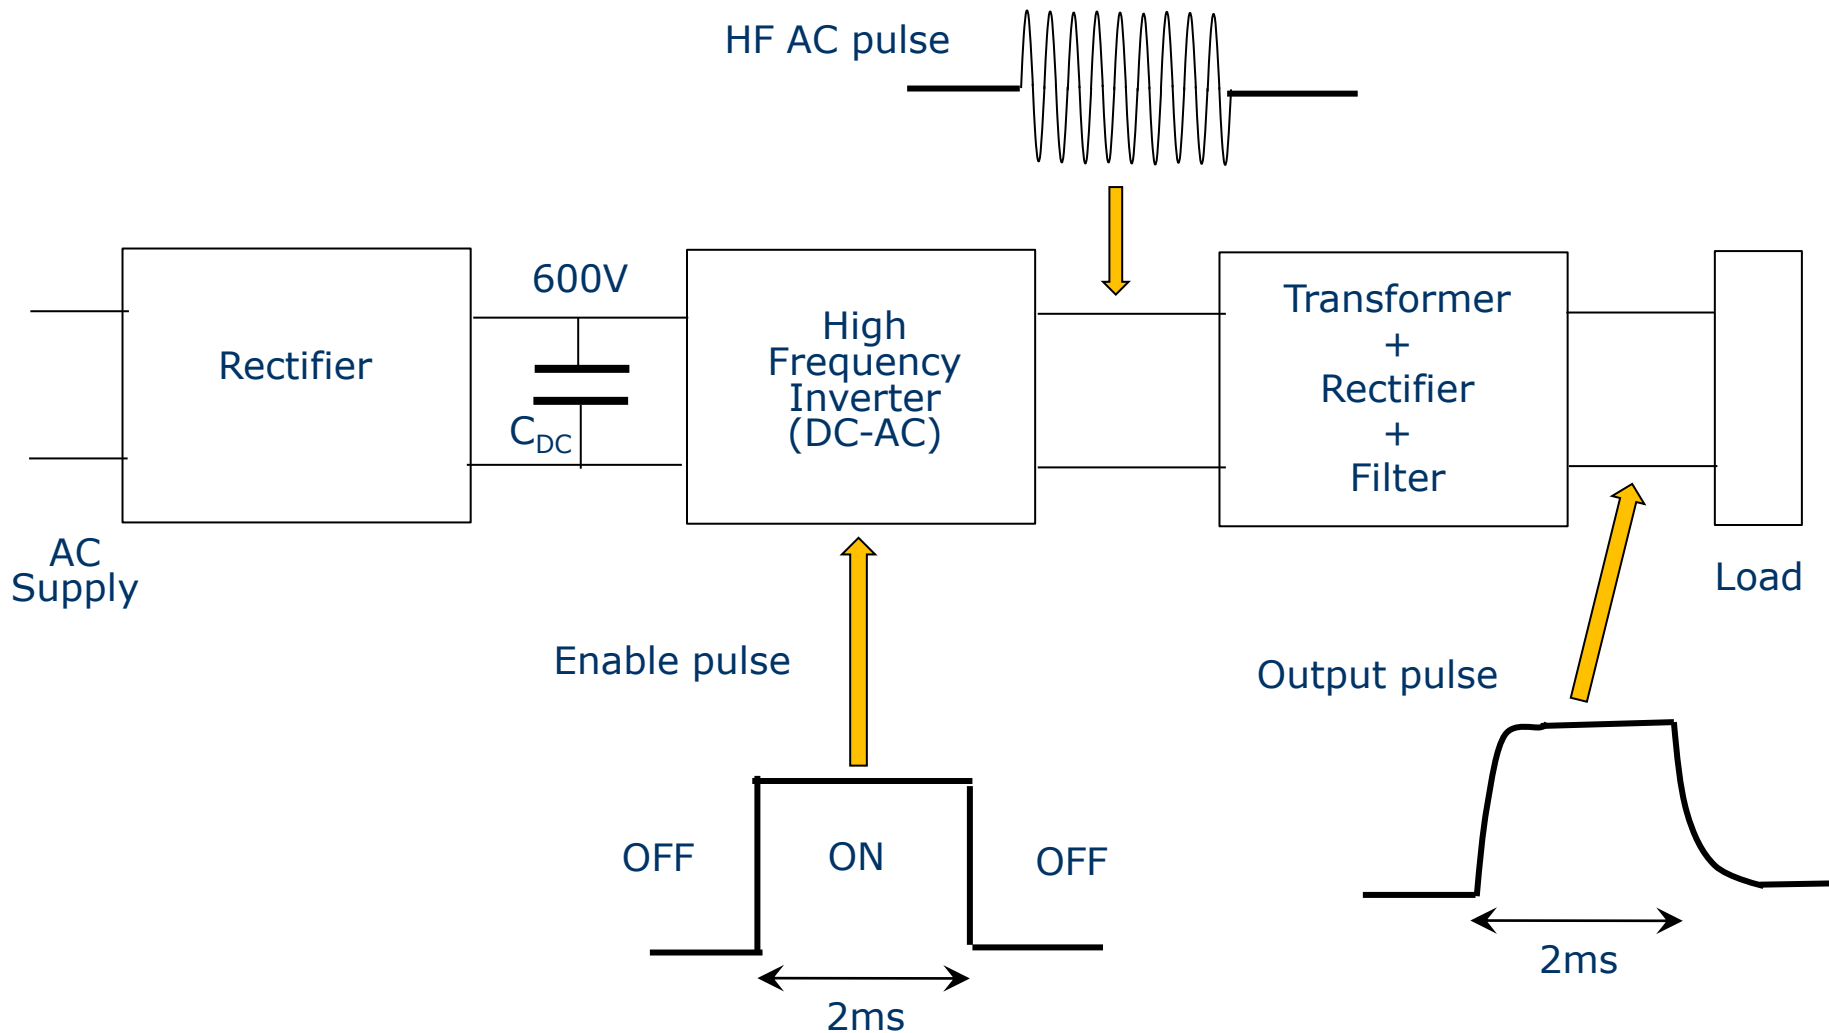 HF AC pulse
600V
Rectifier
C_DC
High
Frequency
Inverter
(DC-AC)
Transformer
+
Rectifier
+
Filter
AC
Supply
Load
Enable pulse
Output pulse
OFF
ON
OFF
2ms
2ms